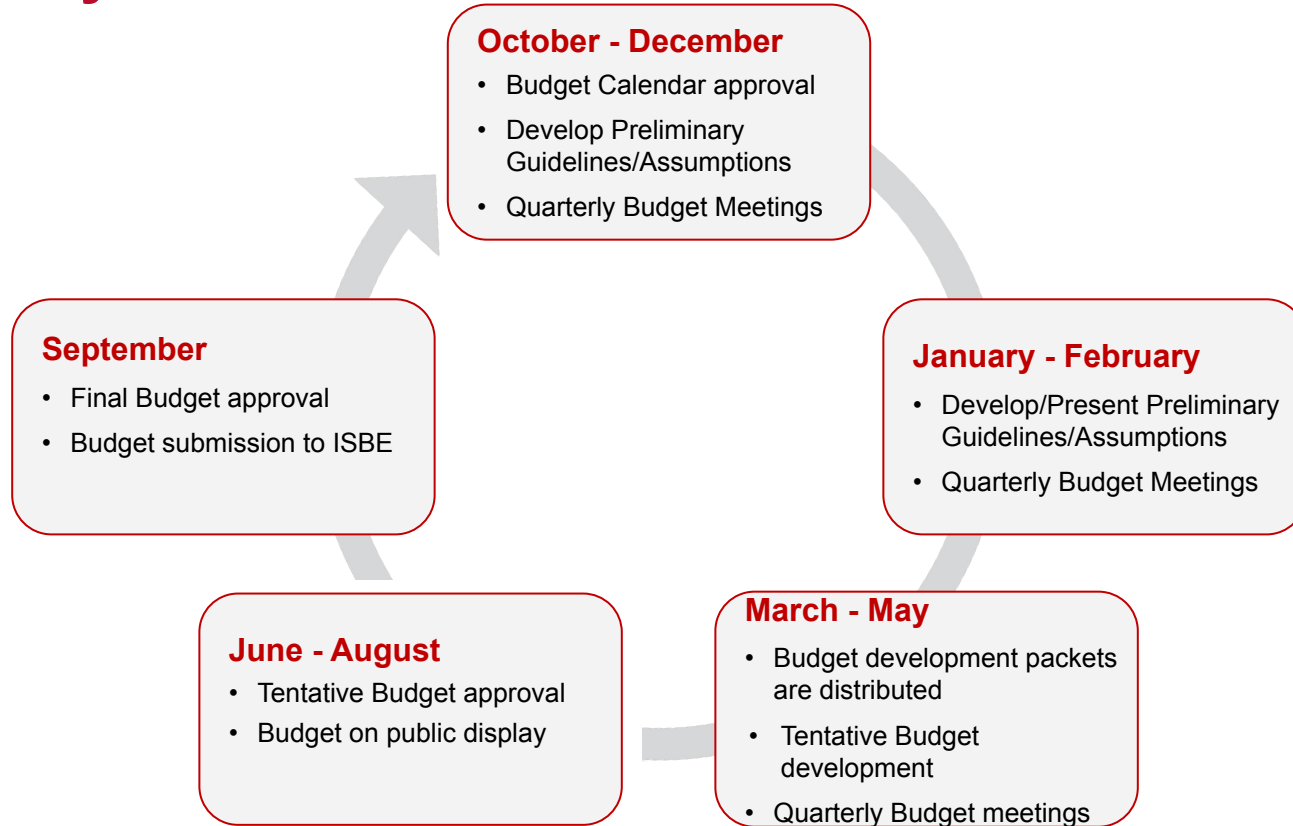 October - December
• Budget Calendar approval
• Develop Preliminary
Guidelines/Assumptions
• Quarterly Budget Meetings
September
• Final Budget approval
• Budget submission to ISBE
January - February
• Develop/Present Preliminary
Guidelines/Assumptions
• Quarterly Budget Meetings
June - August
• Tentative Budget approval
• Budget on public display
March - May
• Budget development packets
are distributed
• Tentative Budget
development
• Quarterly Budget meetings